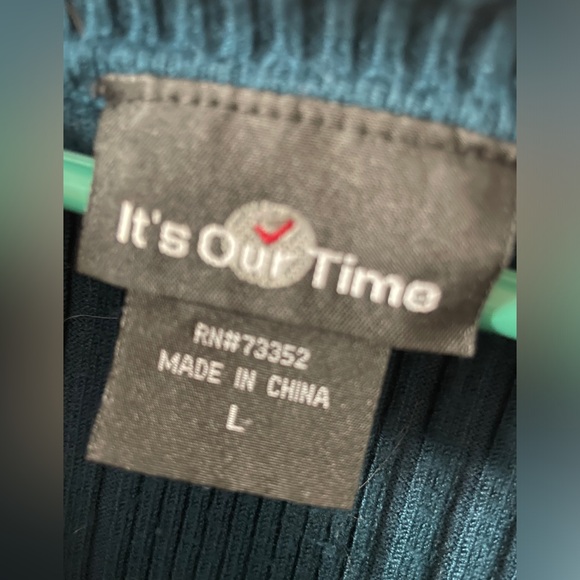 It's Our Time
RN#73352
MADE IN CHINA
L